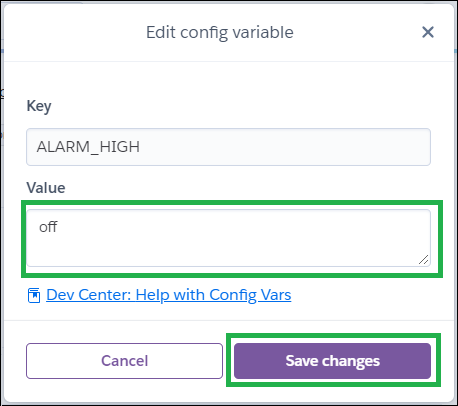 Edit config variable
Key
ALARM_HIGH
Value
off
Dev Center: Help with Config Vars
Cancel
Save changes